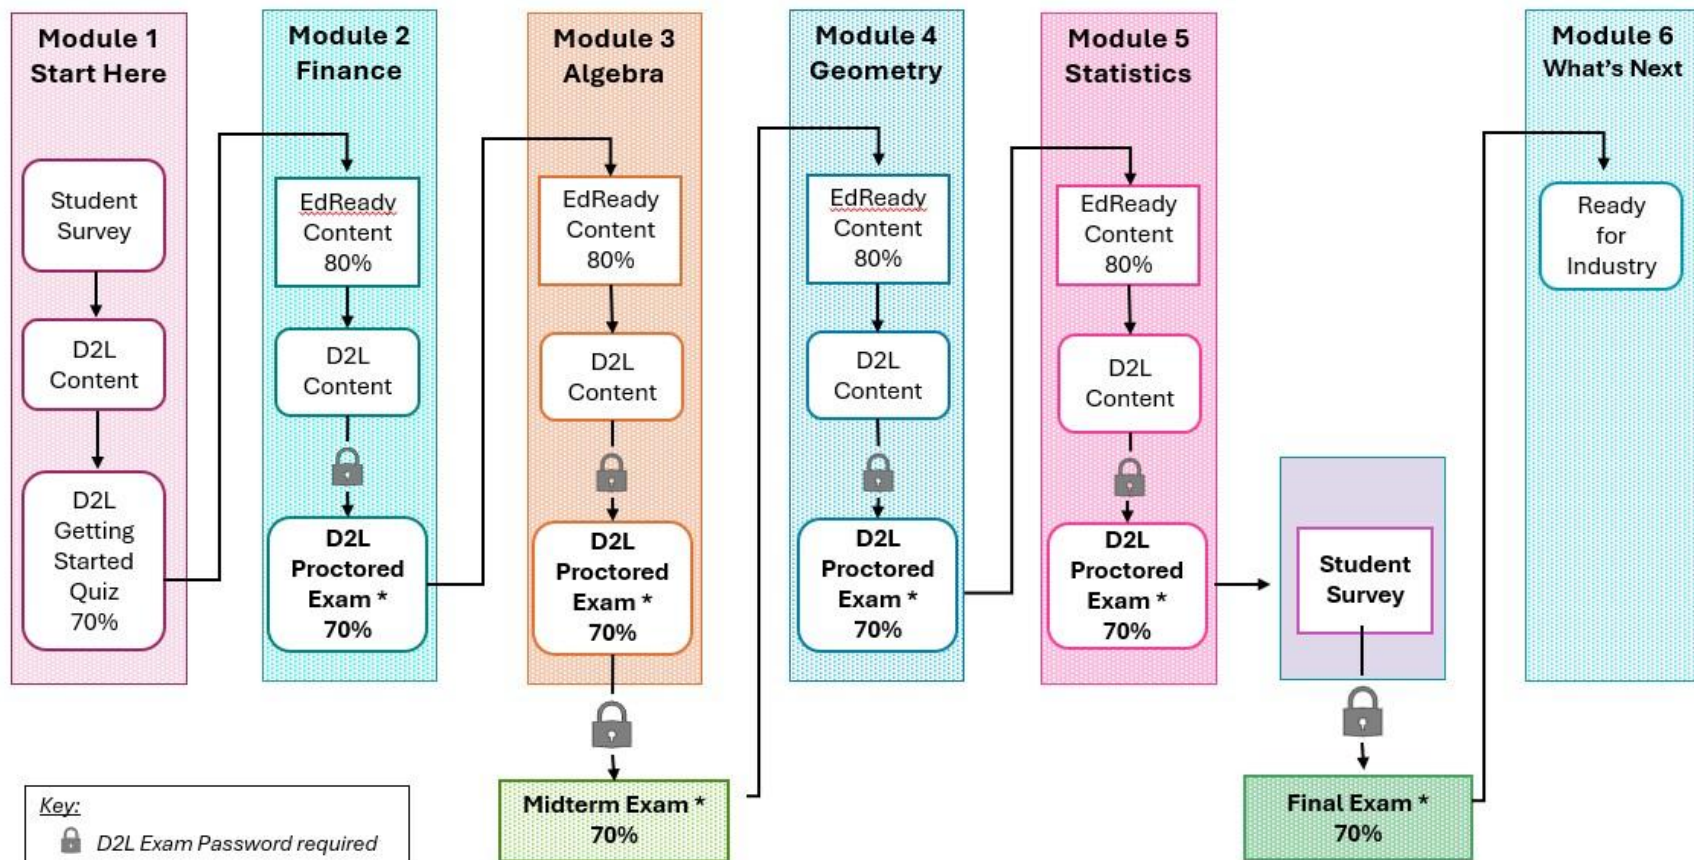 Module 1
Start Here
Student
Survey
D2L
Content
D2L
Getting
Started
Quiz
70%
Module 2
Finance
EdReady
Content
80%
D2L
Content
D2L
Proctored
Exam *
70%
Module 3
Algebra
EdReady
Content
80%
D2L
Content
D2L
Proctored
Exam *
70%
Midterm Exam *
70%
Module 4
Geometry
EdReady
Content
80%
D2L
Content
D2L
Proctored
Exam *
70%
Module 5
Statistics
EdReady
Content
80%
D2L
Content
D2L
Proctored
Exam *
70%
Student
Survey
Final Exam *
70%
Module 6
What’s Next
Ready
for
Industry
Key:
D2L Exam Password required